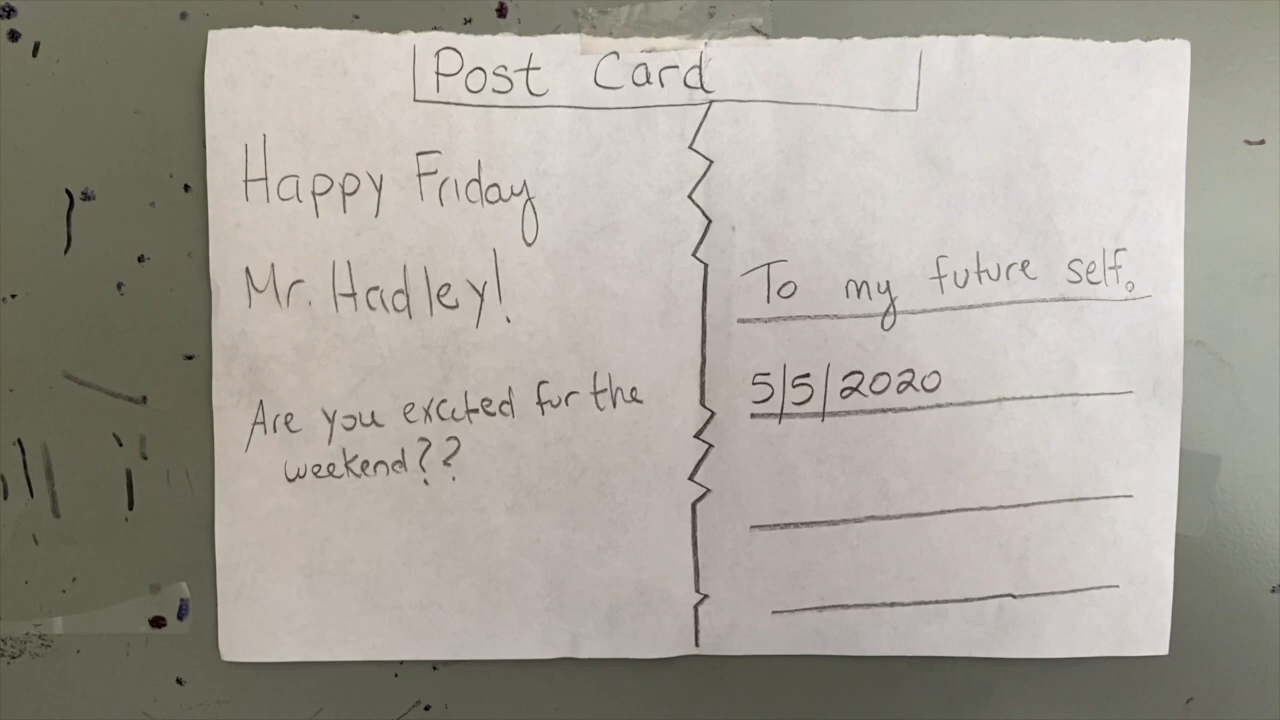 Post Card
Happy Friday
Mr. Hadley!
Are you excited for the
weekend??
To my future self.
5/5/2020